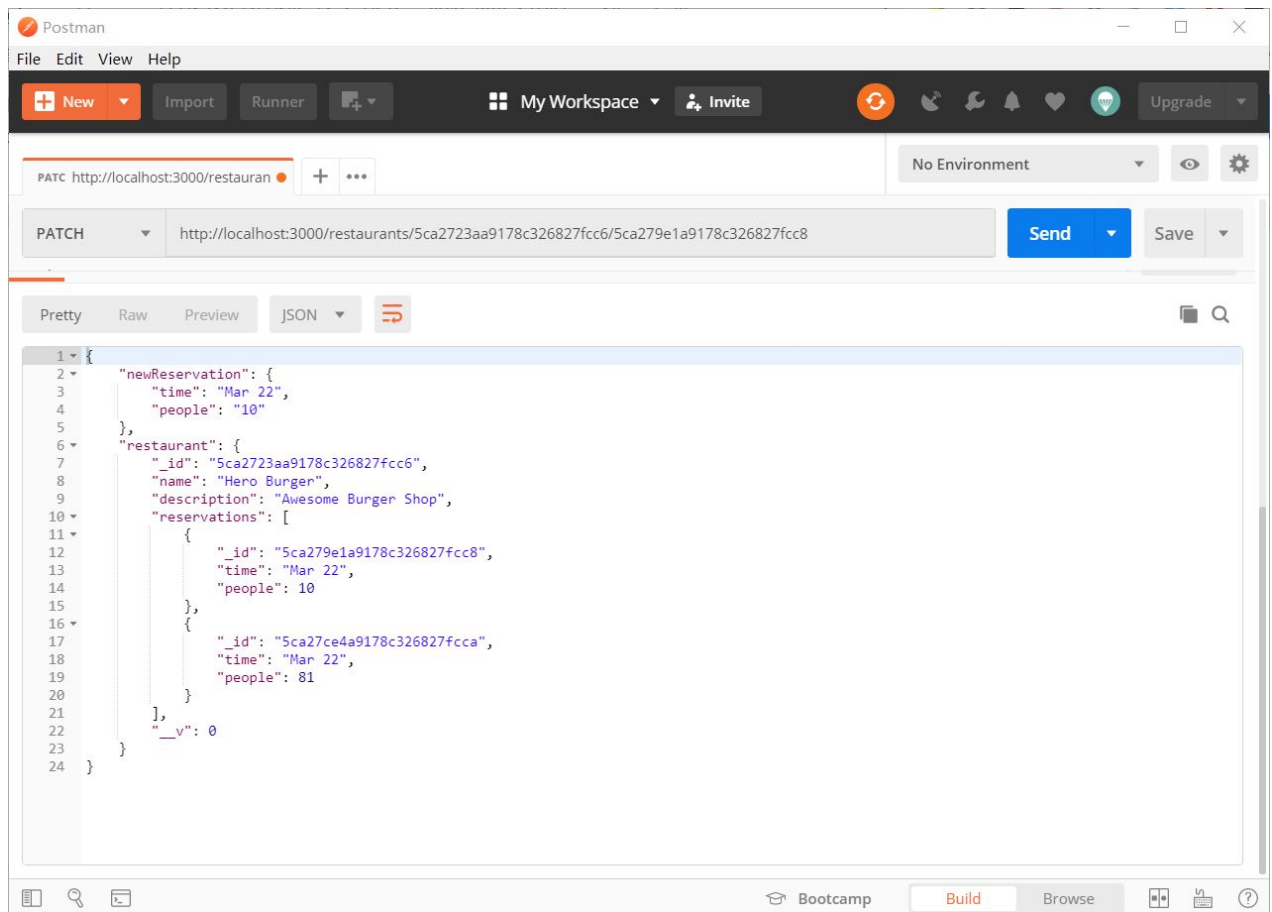 Postman
File Edit View Help
New Import Runner My Workspace Invite Upgrade
PATC http://localhost:3000/restauran No Environment
PATCH http://localhost:3000/restaurants/5ca2723aa9178c326827fcc6/5ca279e1a9178c326827fcc8 Send Save
Pretty Raw Preview JSON
1 {
2 "newReservation": {
3 "time": "Mar 22",
4 "people": "10"
5 },
6 "restaurant": {
7 "_id": "5ca2723aa9178c326827fcc6",
8 "name": "Hero Burger",
9 "description": "Awesome Burger Shop",
10 "reservations": [
11 {
12 "_id": "5ca279e1a9178c326827fcc8",
13 "time": "Mar 22",
14 "people": 10
15 },
16 {
17 "_id": "5ca27ce4a9178c326827fcca",
18 "time": "Mar 22",
19 "people": 81
20 }
21 ],
22 "__v": 0
23 }
24 }
Bootcamp Build Browse